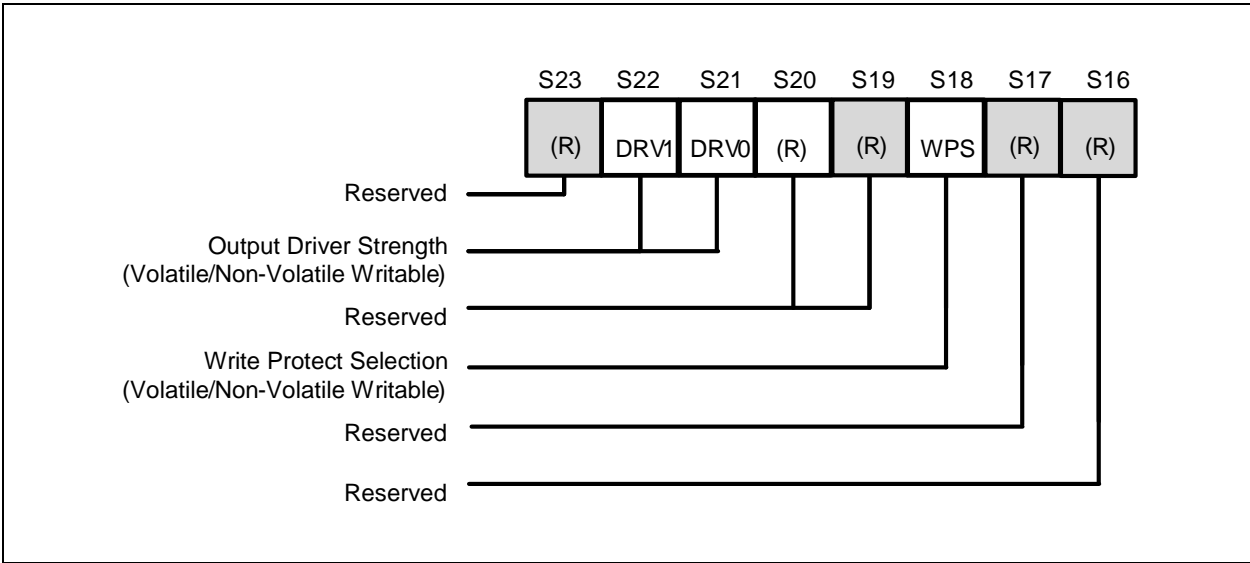 S23 S22 S21 S20 S19 S18 S17 S16
(R) DRV1 DRV0 (R) (R) WPS (R) (R)
Reserved
Output Driver Strength
(Volatile/Non-Volatile Writable)
Reserved
Write Protect Selection
(Volatile/Non-Volatile Writable)
Reserved
Reserved